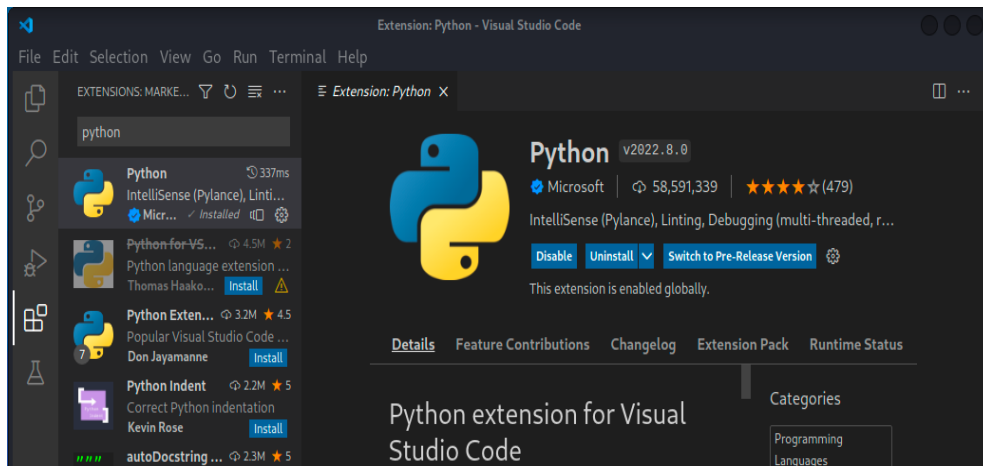 Extension: Python - Visual Studio Code
File Edit Selection View Go Run Terminal Help
EXTENSIONS: MARKE...
Extension: Python
python
Python 337ms
IntelliSense (Pylance), Linti...
Micr... Installed
Python for VS... 4.5M 2
Python language extension ...
Thomas Haako... Install
Python Exten... 3.2M 4.5
Popular Visual Studio Code ...
7 Don Jayamanne Install
Python Indent 2.2M 5
Correct Python indentation
Kevin Rose Install
autoDocstring ... 2.3M 5
Python v2022.8.0
Microsoft 58,591,339 (479)
IntelliSense (Pylance), Linting, Debugging (multi-threaded, r...
Disable Uninstall Switch to Pre-Release Version
This extension is enabled globally.
Details Feature Contributions Changelog Extension Pack Runtime Status
Python extension for Visual
Studio Code
Categories
Programming
Languages